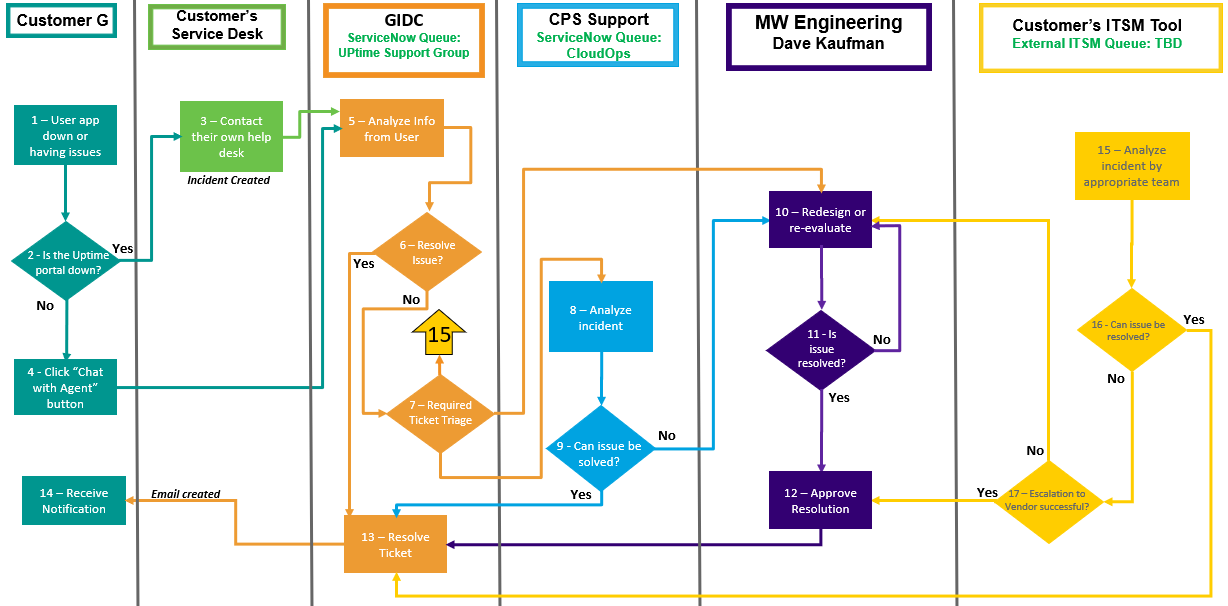 Customer G
Customer's
Service Desk
GIDC
ServiceNow Queue:
UPtime Support Group
CPS Support
ServiceNow Queue:
CloudOps
MW Engineering
Dave Kaufman
Customer's ITSM Tool
External ITSM Queue: TBD
1 – User app
down or
having issues
3 – Contact
their own help
desk
Incident Created
5 – Analyze Info
from User
15 – Analyze
incident by
appropriate team
10 – Redesign or
re-evaluate
2 - Is the Uptime
portal down?
Yes
No
6 – Resolve
Issue?
Yes
No
15
8 – Analyze
incident
11 - Is
issue
resolved?
No
Yes
16 - Can issue be
resolved?
Yes
No
4 - Click "Chat
with Agent"
button
7 – Required
Ticket Triage
9 - Can issue be
solved?
No
Yes
14 – Receive
Notification
Email created
12 – Approve
Resolution
No
Yes
17 – Escalation to
Vendor successful?
13 – Resolve
Ticket